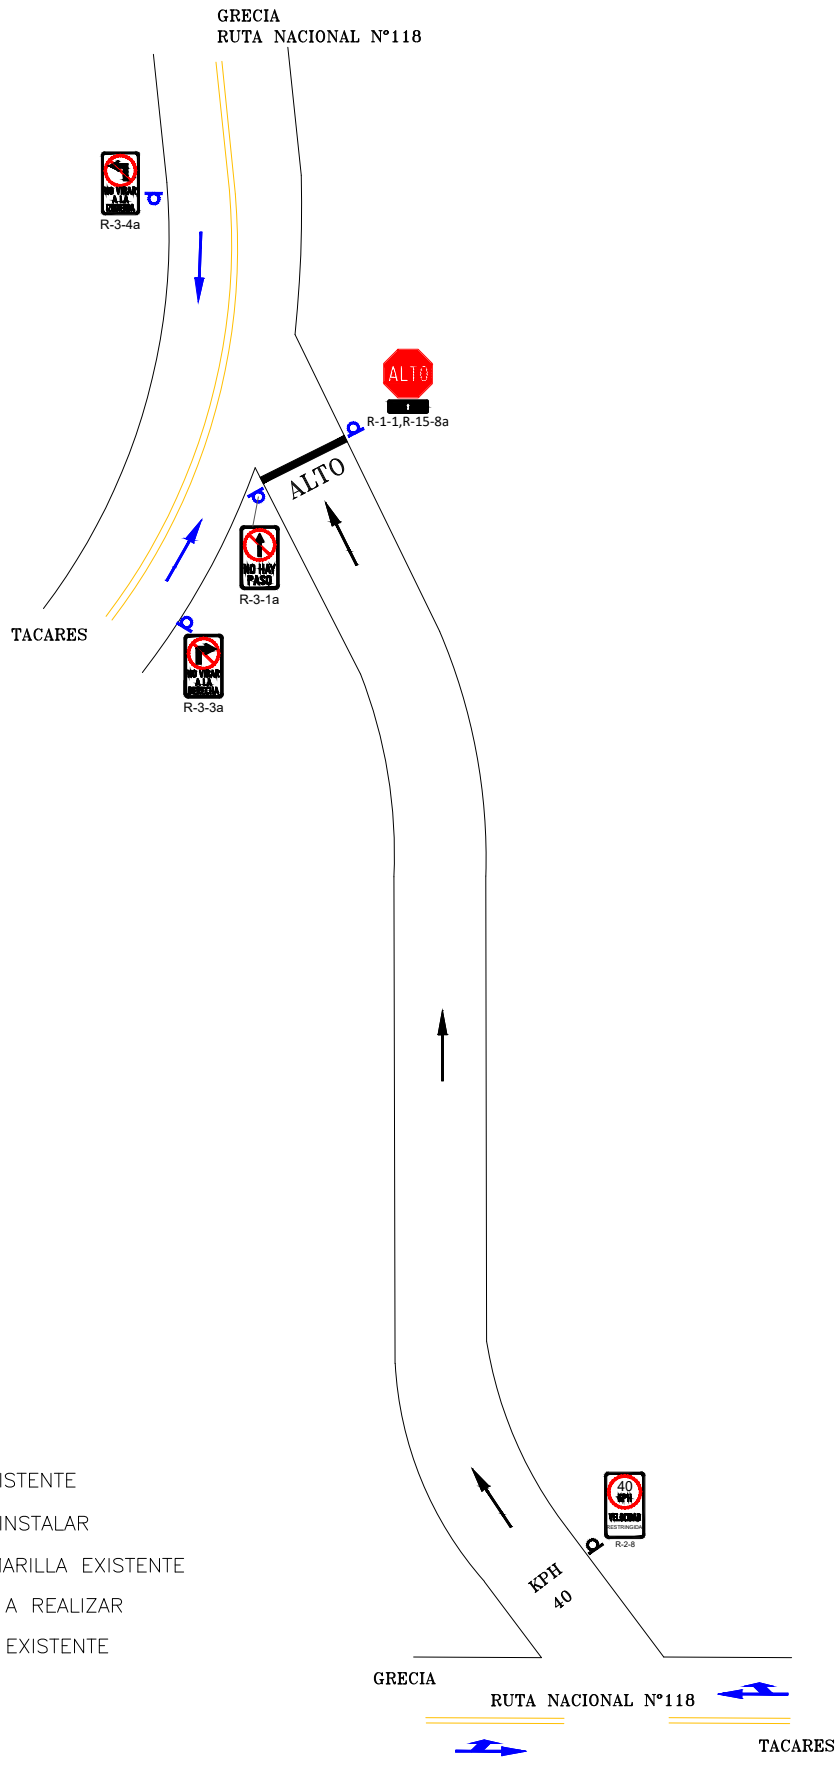 GRECIA
RUTA NACIONAL N°118
NO VIRAR
A LA
R-3-4a
ALTO
R-1-1,R-15-8a
ALTO
NO HAY
PASO
R-3-1a
TACARES
NO VIRAR
A LA
R-3-3a
40
KPH
VELOCIDAD
RESTRINGIDA
R-2-8
KPH
40
ISTENTE
INSTALAR
ARILLA EXISTENTE
A REALIZAR
EXISTENTE
GRECIA
RUTA NACIONAL N°118
TACARES